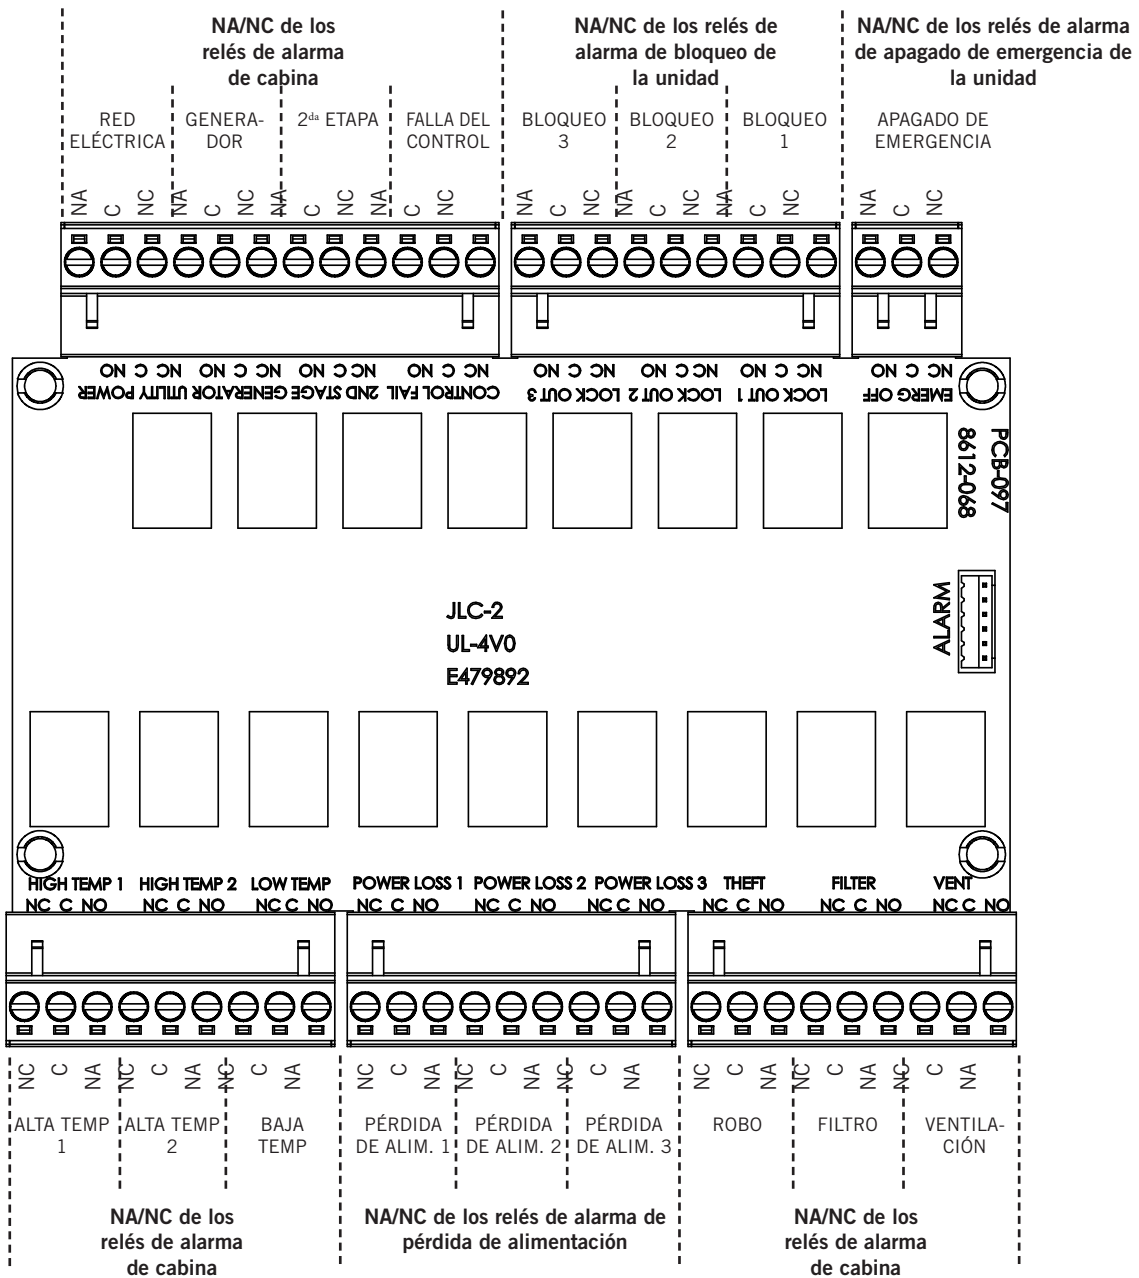 NA/NC de los
relés de alarma
de cabina
NA/NC de los relés de
alarma de bloqueo de
la unidad
NA/NC de los relés de alarma
de apagado de emergencia de
la unidad
RED
ELÉCTRICA
GENERA-
DOR
2da ETAPA
FALLA DEL
CONTROL
BLOQUEO
3
BLOQUEO
2
BLOQUEO
1
APAGADO DE
EMERGENCIA
NA C NC NA C NC NA C NC NA C NC
NA C NC NA C NC NA C NC
NA C NC
NO C NC NO C NC NO C NC NO C NC
NO C NC NO C NC NO C NC
NO C NC
UTILITY POWER
GENERATOR
2ND STAGE
CONTROL FAIL
LOCK OUT 3
LOCK OUT 2
LOCK OUT 1
EMERG OFF
PCB-097
8612-068
JLC-2
UL-4V0
E479892
ALARM
HIGH TEMP 1 HIGH TEMP 2 LOW TEMP POWER LOSS 1 POWER LOSS 2 POWER LOSS 3 THEFT FILTER VENT
NC C NO NC C NO NC C NO NC C NO NC C NO NC C NO NC C NO NC C NO NC C NO
NC C NA NC C NA NC C NA
NC C NA NC C NA NC C NA
NC C NA NC C NA NC C NA
ALTA TEMP
1
ALTA TEMP
2
BAJA
TEMP
PÉRDIDA
DE ALIM. 1
PÉRDIDA
DE ALIM. 2
PÉRDIDA
DE ALIM. 3
ROBO
FILTRO
VENTILA-
CIÓN
NA/NC de los
relés de alarma
de cabina
NA/NC de los relés de alarma de
pérdida de alimentación
NA/NC de los
relés de alarma
de cabina